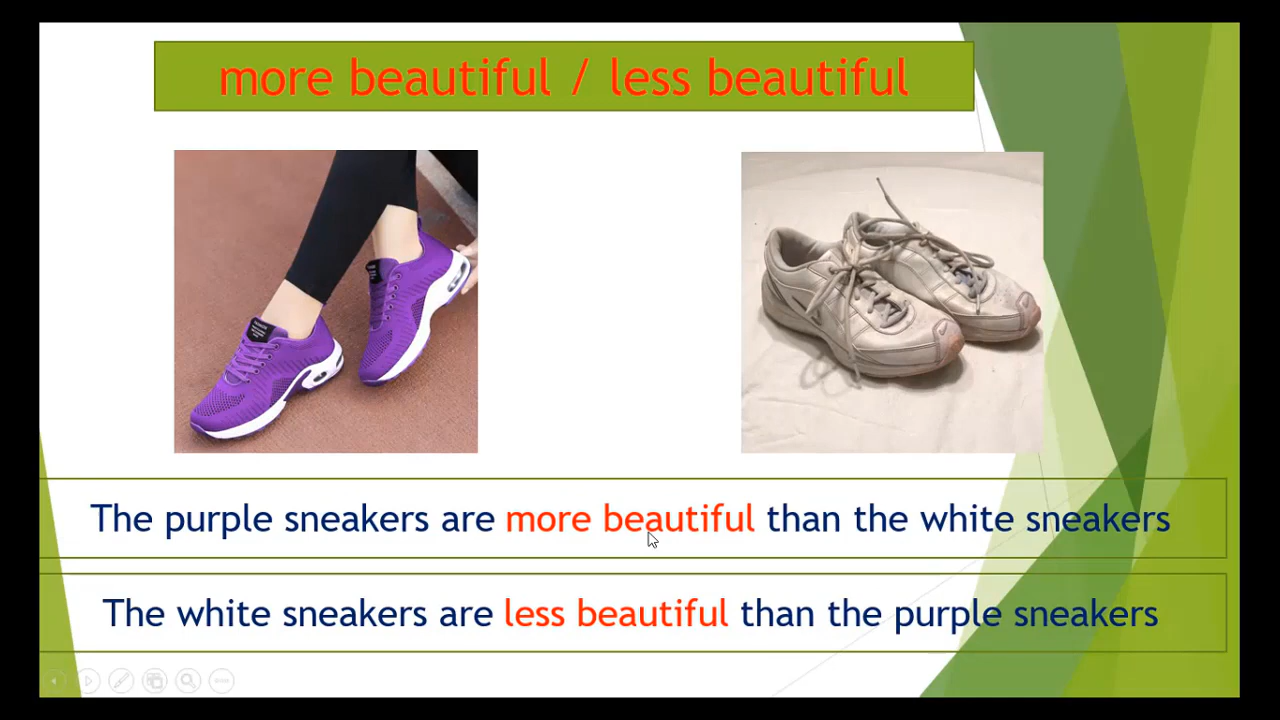 more beautiful / less beautiful
The purple sneakers are more beautiful than the white sneakers
The white sneakers are less beautiful than the purple sneakers